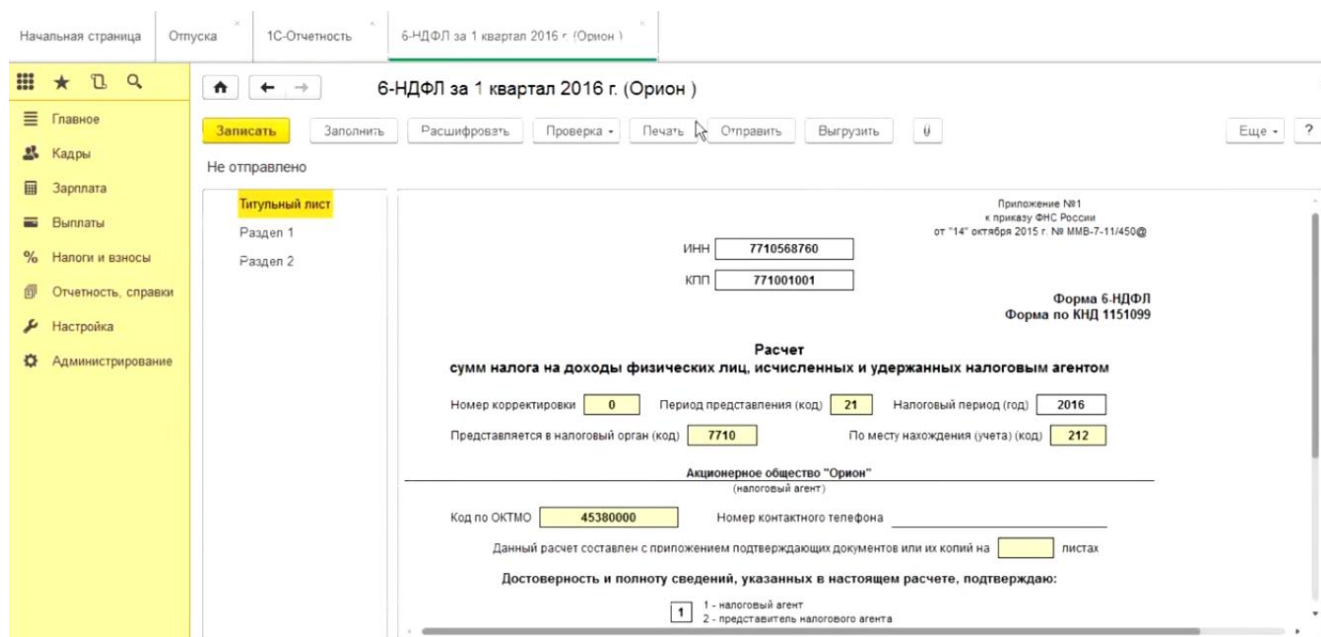 Начальная страница Отпуска 1С-Отчетность 6-НДФЛ за 1 квартал 2016 г. (Орион )
6-НДФЛ за 1 квартал 2016 г. (Орион )
Главное
Кадры
Зарплата
Выплаты
Налоги и взносы
Отчетность, справки
Настройка
Администрирование
Записать Заполнить Расшифровать Проверка Печать Отправить Выгрузить Еще ?
Не отправлено
Титульный лист
Раздел 1
Раздел 2
Приложение №1
к приказу ФНС России
от "14" октября 2015 г. № ММВ-7-11/450@
ИНН 7710568760
КПП 771001001
Форма 6-НДФЛ
Форма по КНД 1151099
Расчет
сумм налога на доходы физических лиц, исчисленных и удержанных налоговым агентом
Номер корректировки 0 Период представления (код) 21 Налоговый период (год) 2016
Представляется в налоговый орган (код) 7710 По месту нахождения (учета) (код) 212
Акционерное общество "Орион"
(налоговый агент)
Код по ОКТМО 45380000 Номер контактного телефона
Данный расчет составлен с приложением подтверждающих документов или их копий на листах
Достоверность и полноту сведений, указанных в настоящем расчете, подтверждаю:
1 1 - налоговый агент
2 - представитель налогового агента